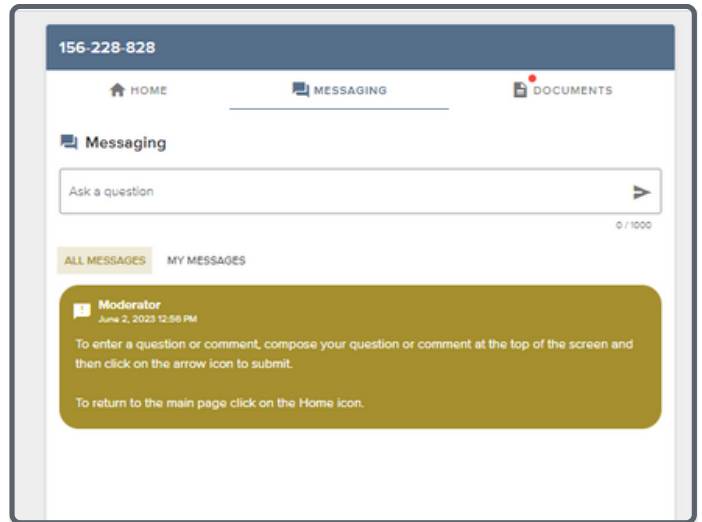 156-228-828
HOME
MESSAGING
DOCUMENTS
Messaging
Ask a question
0 / 1000
ALL MESSAGES
MY MESSAGES
Moderator
June 2, 2023 12:56 PM
To enter a question or comment, compose your question or comment at the top of the screen and
then click on the arrow icon to submit.
To return to the main page click on the Home icon.